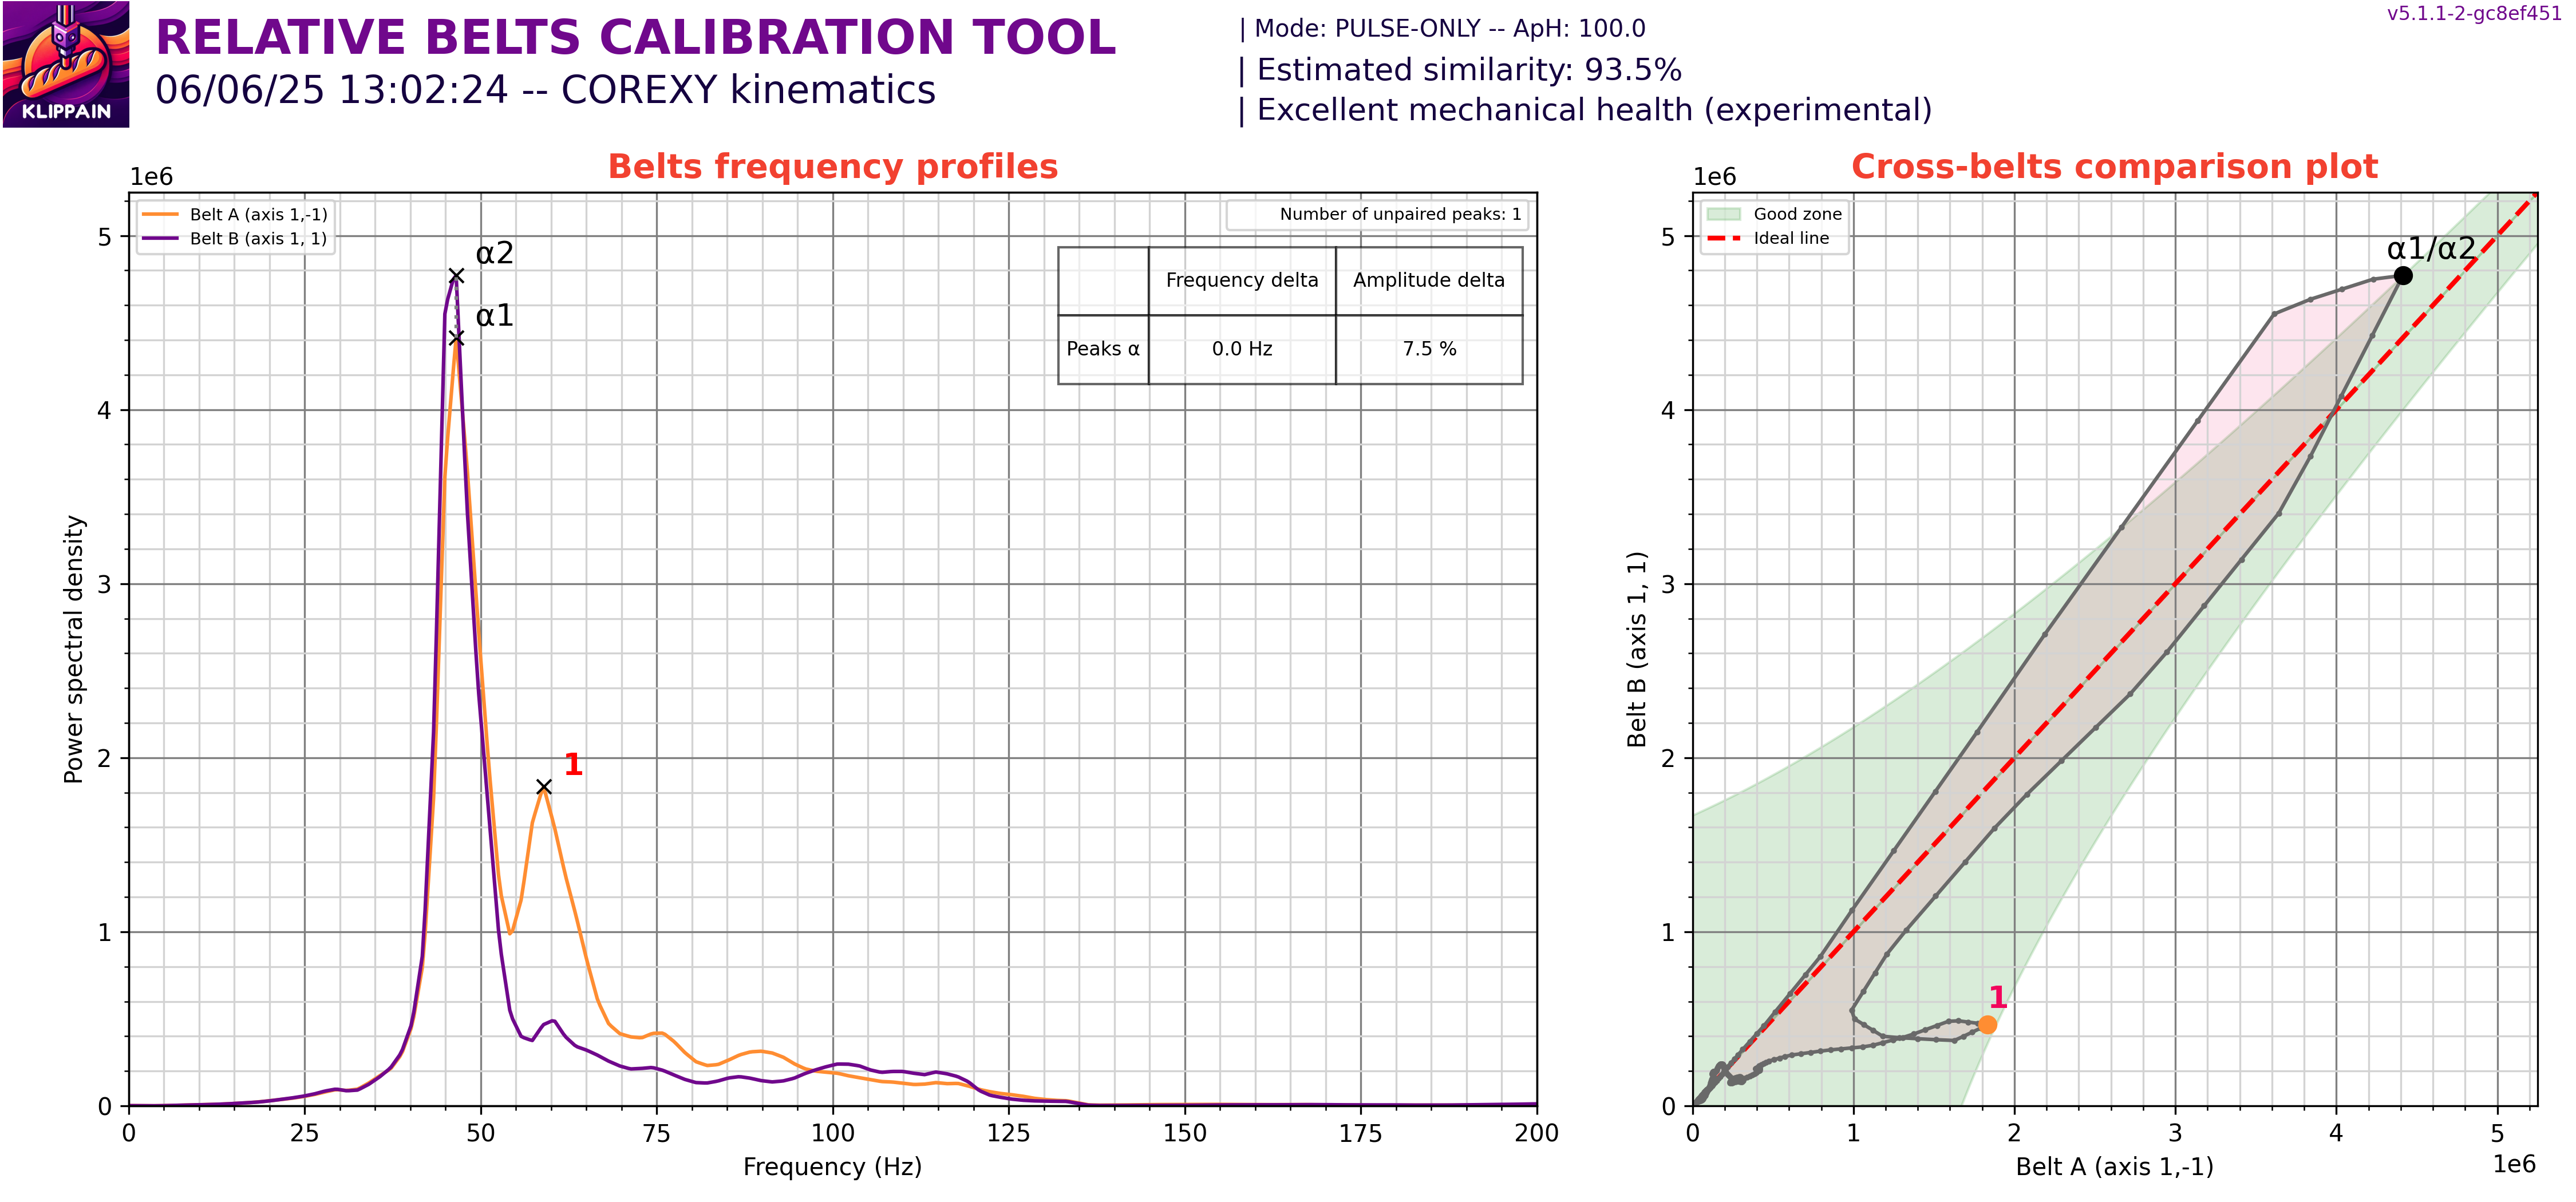 KLIPPAIN
RELATIVE BELTS CALIBRATION TOOL
06/06/25 13:02:24 -- COREXY kinematics
| Mode: PULSE-ONLY -- ApH: 100.0
| Estimated similarity: 93.5%
| Excellent mechanical health (experimental)
v5.1.1-2-gc8ef451
Belts frequency profiles
1e6
Belt A (axis 1,-1)
Belt B (axis 1, 1)
Number of unpaired peaks: 1
Frequency delta Amplitude delta
Peaks α 0.0 Hz 7.5 %
α2
α1
1
5
4
3
2
1
0
Power spectral density
0 25 50 75 100 125 150 175 200
Frequency (Hz)
Cross-belts comparison plot
1e6
Good zone
Ideal line
α1/α2
1
5
4
3
2
1
0
Belt B (axis 1, 1)
0 1 2 3 4 5
Belt A (axis 1,-1)
1e6